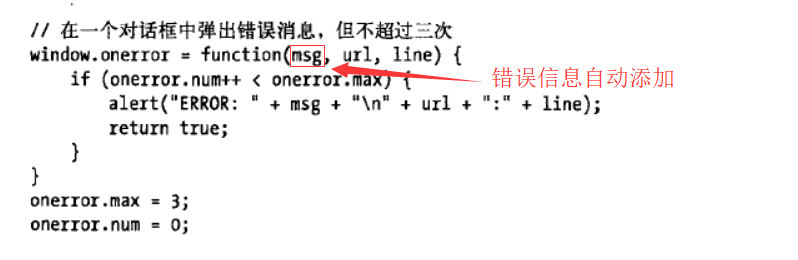 // 在一个对话框中弹出错误消息，但不超过三次
window.onerror = function(msg, url, line) {
    if (onerror.num++ < onerror.max) {
错误信息自动添加
        alert("ERROR: " + msg + "\n" + url + ":" + line);
        return true;
    }
}
onerror.max = 3;
onerror.num = 0;